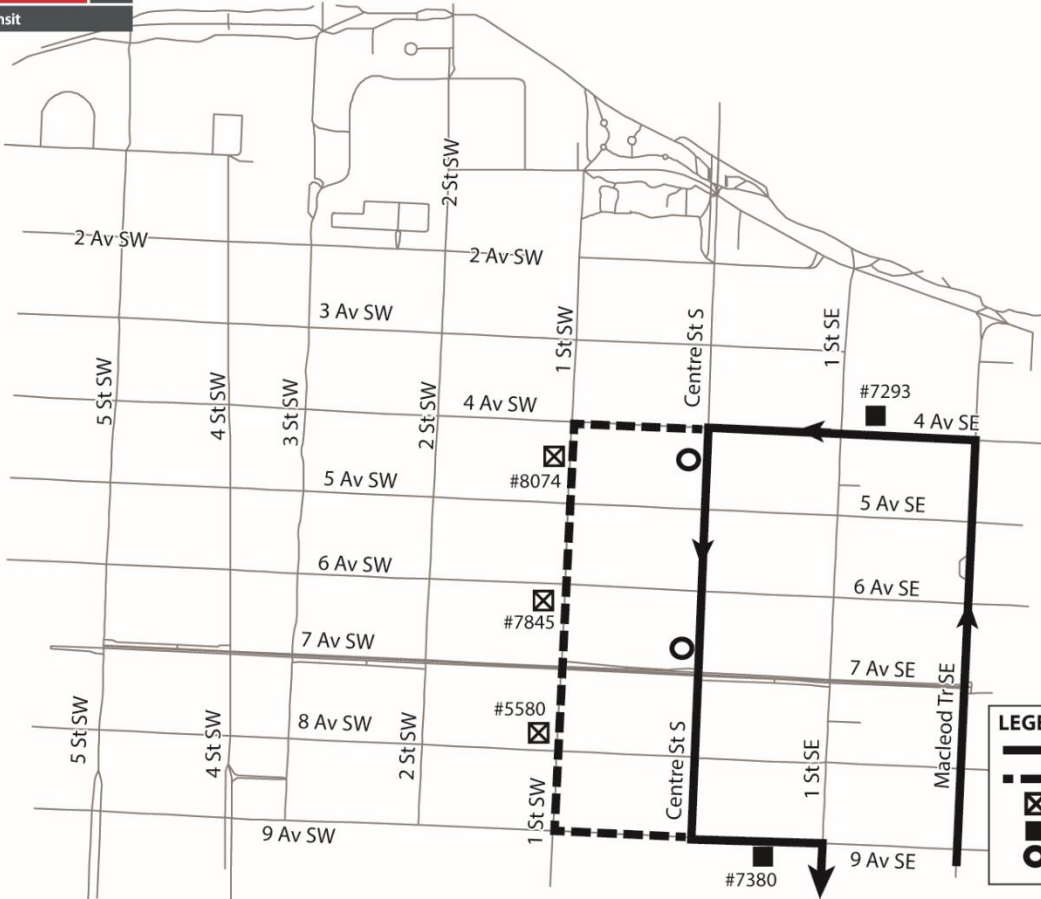 nsit
2 St SW
2 Av SW
2 Av SW
3 Av SW
1 St SW
Centre St S
1 St SE
5 St SW
4 St SW
3 St SW
2 St SW
4 Av SW
#7293
4 Av SE
#8074
5 Av SW
5 Av SE
6 Av SW
6 Av SE
#7845
7 Av SW
7 Av SE
Macleod Tr SE
5 St SW
4 St SW
8 Av SW
2 St SW
#5580
1 St SW
Centre St S
1 St SE
LEGE
9 Av SW
9 Av SE
#7380